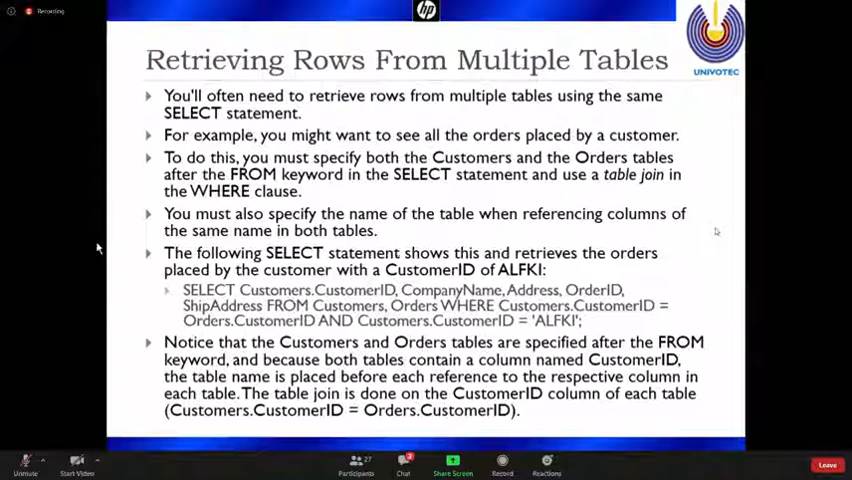 Recording
hp
UNIVOTEC
Retrieving Rows From Multiple Tables
You'll often need to retrieve rows from multiple tables using the same
SELECT statement.
For example, you might want to see all the orders placed by a customer.
To do this, you must specify both the Customers and the Orders tables
after the FROM keyword in the SELECT statement and use a table join in
the WHERE clause.
You must also specify the name of the table when referencing columns of
the same name in both tables.
The following SELECT statement shows this and retrieves the orders
placed by the customer with a CustomerID of ALFKI:
SELECT Customers.CustomerID, CompanyName, Address, OrderID,
ShipAddress FROM Customers, Orders WHERE Customers.CustomerID =
Orders.CustomerID AND Customers.CustomerID = 'ALFKI';
Notice that the Customers and Orders tables are specified after the FROM
keyword, and because both tables contain a column named CustomerID,
the table name is placed before each reference to the respective column in
each table. The table join is done on the CustomerID column of each table
(Customers.CustomerID = Orders.CustomerID).
Unmute
Start Video
27
Participants
3
Chat
Share Screen
Record
Reactions
Leave